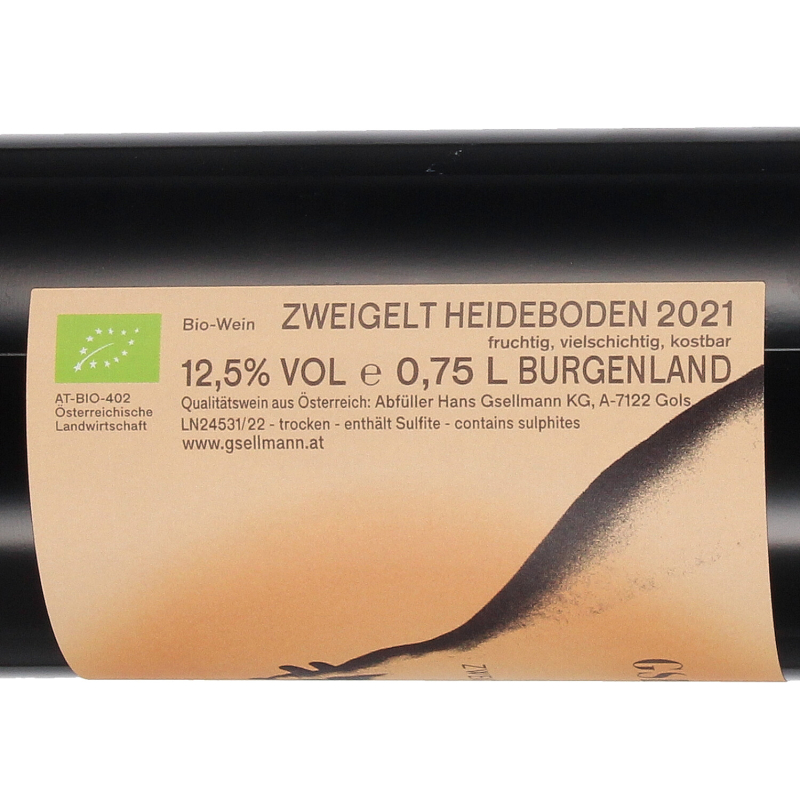 Bio-Wein
ZWEIGELT HEIDEBODEN 2021
fruchtig, vielschichtig, kostbar
12,5% VOL e 0,75 L BURGENLAND
Qualitätswein aus Österreich: Abfüller Hans Gsellmann KG, A-7122 Gols
LN24531/22 - trocken - enthält Sulfite - contains sulphites
www.gsellmann.at
AT-BIO-402
Österreichische
Landwirtschaft